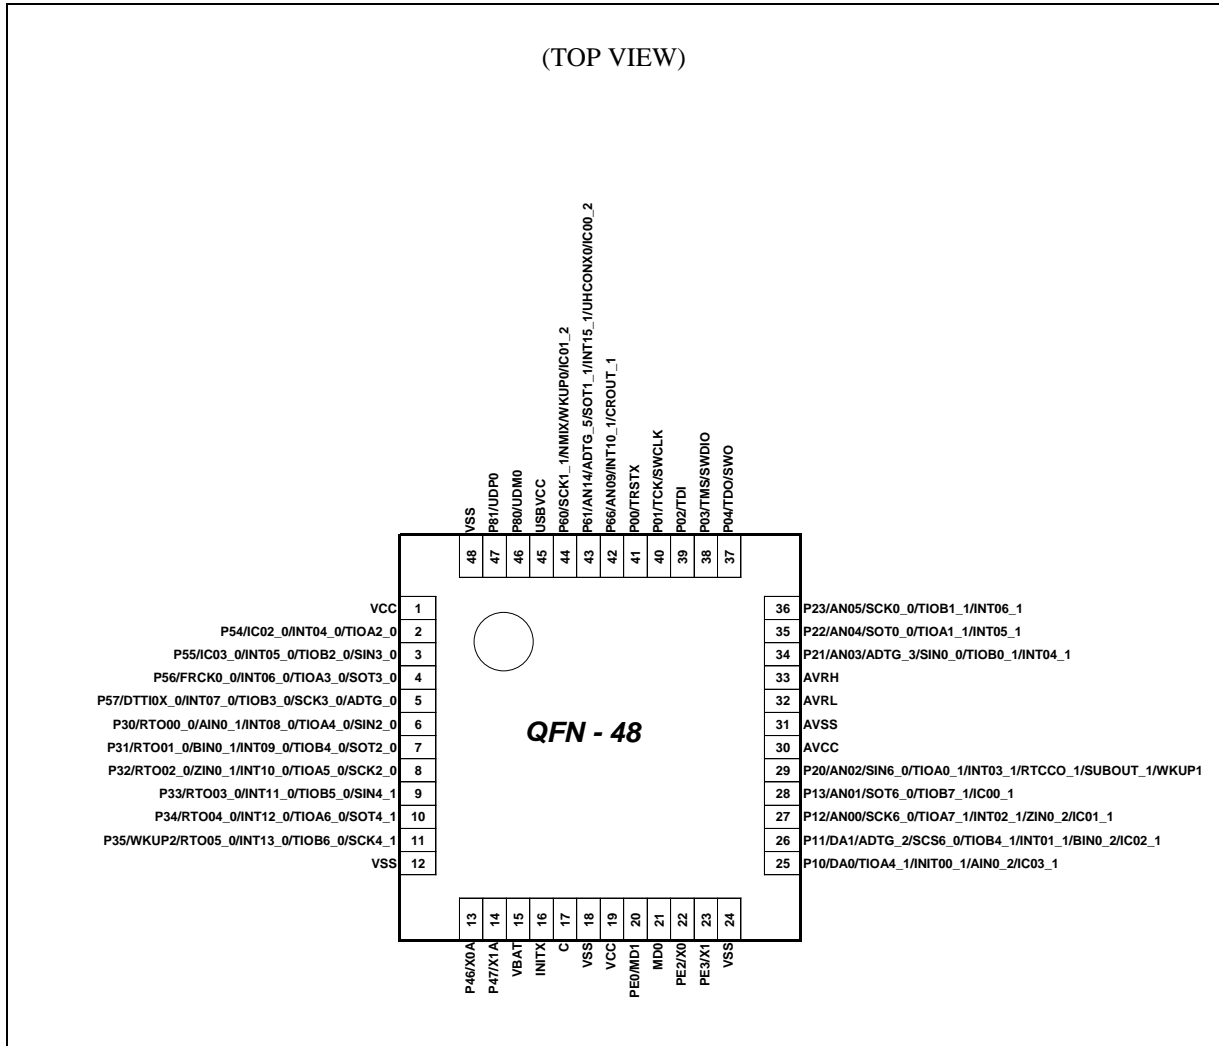 (TOP VIEW)
VSS
P81/UDP0
P80/UDM0
USBVCC
P60/SCK1_1/NMIX/WKUP0/IC01_2
P61/AN14/ADTG_5/SOT1_1/INT15_1/UHCONX0/IC00_2
P66/AN09/INT10_1/CROUT_1
P00/TRSTX
P01/TCK/SWCLK
P02/TDI
P03/TMS/SWDIO
P04/TDO/SWO
48 47 46 45 44 43 42 41 40 39 38 37
VCC 1
P54/IC02_0/INT04_0/TIOA2_0 2
P55/IC03_0/INT05_0/TIOB2_0/SIN3_0 3
P56/FRCK0_0/INT06_0/TIOA3_0/SOT3_0 4
P57/DTTI0X_0/INT07_0/TIOB3_0/SCK3_0/ADTG_0 5
P30/RTO00_0/AIN0_1/INT08_0/TIOA4_0/SIN2_0 6
P31/RTO01_0/BIN0_1/INT09_0/TIOB4_0/SOT2_0 7
P32/RTO02_0/ZIN0_1/INT10_0/TIOA5_0/SCK2_0 8
P33/RTO03_0/INT11_0/TIOB5_0/SIN4_1 9
P34/RTO04_0/INT12_0/TIOA6_0/SOT4_1 10
P35/WKUP2/RTO05_0/INT13_0/TIOB6_0/SCK4_1 11
VSS 12
QFN - 48
36 P23/AN05/SCK0_0/TIOB1_1/INT06_1
35 P22/AN04/SOT0_0/TIOA1_1/INT05_1
34 P21/AN03/ADTG_3/SIN0_0/TIOB0_1/INT04_1
33 AVRH
32 AVRL
31 AVSS
30 AVCC
29 P20/AN02/SIN6_0/TIOA0_1/INT03_1/RTCCO_1/SUBOUT_1/WKUP1
28 P13/AN01/SOT6_0/TIOB7_1/IC00_1
27 P12/AN00/SCK6_0/TIOA7_1/INT02_1/ZIN0_2/IC01_1
26 P11/DA1/ADTG_2/SCS6_0/TIOB4_1/INT01_1/BIN0_2/IC02_1
25 P10/DA0/TIOA4_1/INIT00_1/AIN0_2/IC03_1
13 14 15 16 17 18 19 20 21 22 23 24
P46/X0A
P47/X1A
VBAT
INITX
C
VSS
VCC
PE0/MD1
MD0
PE2/X0
PE3/X1
VSS